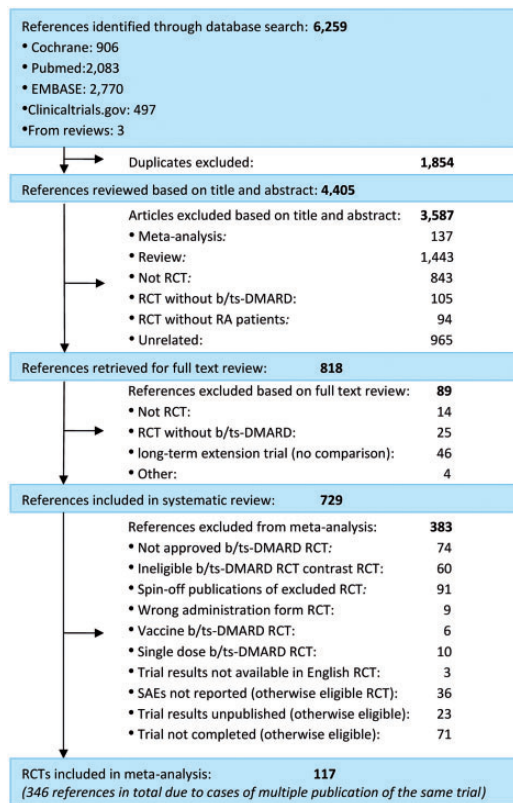 References identified through database search: 6,259
• Cochrane: 906
• Pubmed:2,083
• EMBASE: 2,770
•Clinicaltrials.gov: 497
•From reviews: 3
Duplicates excluded: 1,854
References reviewed based on title and abstract: 4,405
Articles excluded based on title and abstract: 3,587
• Meta-analysis: 137
• Review: 1,443
• Not RCT: 843
• RCT without b/ts-DMARD: 105
• RCT without RA patients: 94
• Unrelated: 965
References retrieved for full text review: 818
References excluded based on full text review: 89
• Not RCT: 14
• RCT without b/ts-DMARD: 25
• long-term extension trial (no comparison): 46
• Other: 4
References included in systematic review: 729
References excluded from meta-analysis: 383
• Not approved b/ts-DMARD RCT: 74
• Ineligible b/ts-DMARD RCT contrast RCT: 60
• Spin-off publications of excluded RCT: 91
• Wrong administration form RCT: 9
• Vaccine b/ts-DMARD RCT: 6
• Single dose b/ts-DMARD RCT: 10
• Trial results not available in English RCT: 3
• SAEs not reported (otherwise eligible RCT): 36
• Trial results unpublished (otherwise eligible): 23
• Trial not completed (otherwise eligible): 71
RCTs included in meta-analysis: 117
(346 references in total due to cases of multiple publication of the same trial)